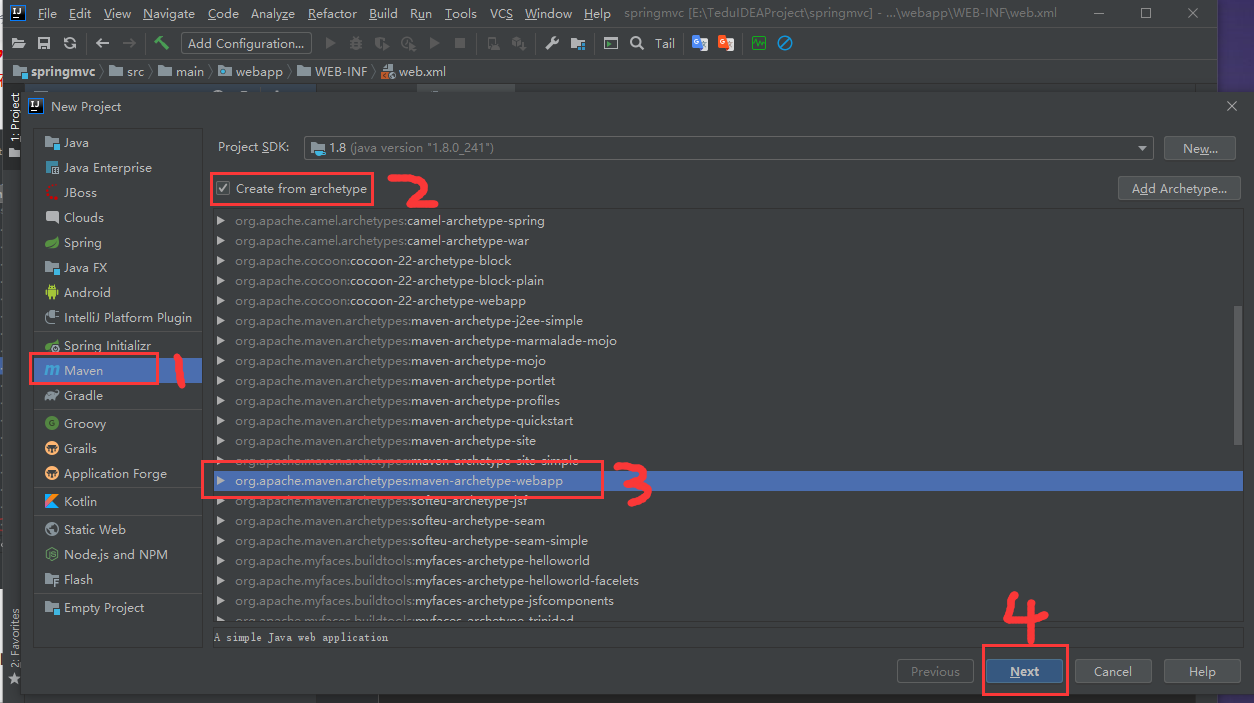 File Edit View Navigate Code Analyze Refactor Build Run Tools VCS Window Help springmvc [E:\TeduIDEAProject\springmvc] - ...\webapp\WEB-INF\web.xml
Add Configuration... Tail
springmvc src main webapp WEB-INF web.xml
1: Project
New Project
Java
Java Enterprise
JBoss
Clouds
Spring
Java FX
Android
IntelliJ Platform Plugin
Spring Initializr
Maven 1
Gradle
Groovy
Grails
Application Forge
Kotlin
Static Web
Node.js and NPM
Flash
Empty Project
Project SDK: 1.8 (java version "1.8.0_241") New...
Create from archetype 2 Add Archetype...
org.apache.camel.archetypes:camel-archetype-spring
org.apache.camel.archetypes:camel-archetype-war
org.apache.cocoon:cocoon-22-archetype-block
org.apache.cocoon:cocoon-22-archetype-block-plain
org.apache.cocoon:cocoon-22-archetype-webapp
org.apache.maven.archetypes:maven-archetype-j2ee-simple
org.apache.maven.archetypes:maven-archetype-marmalade-mojo
org.apache.maven.archetypes:maven-archetype-mojo
org.apache.maven.archetypes:maven-archetype-portlet
org.apache.maven.archetypes:maven-archetype-profiles
org.apache.maven.archetypes:maven-archetype-quickstart
org.apache.maven.archetypes:maven-archetype-site
org.apache.maven.archetypes:maven-archetype-site-simple
org.apache.maven.archetypes:maven-archetype-webapp 3
org.apache.maven.archetypes:softeu-archetype-jsf
org.apache.maven.archetypes:softeu-archetype-seam
org.apache.maven.archetypes:softeu-archetype-seam-simple
org.apache.myfaces.buildtools:myfaces-archetype-helloworld
org.apache.myfaces.buildtools:myfaces-archetype-helloworld-facelets
org.apache.myfaces.buildtools:myfaces-archetype-jsfcomponents
org.apache.myfaces.buildtools:myfaces-archetype-trinidad
A simple Java web application
4
Previous Next Cancel Help
2: Favorites